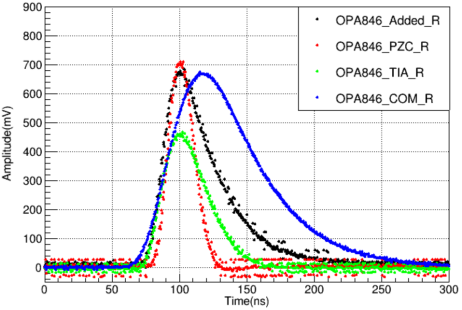 900
800
700
600
500
400
300
200
100
0
Amplitude(mV)
OPA846_Added_R
OPA846_PZC_R
OPA846_TIA_R
OPA846_COM_R
0 50 100 150 200 250 300
Time(ns)